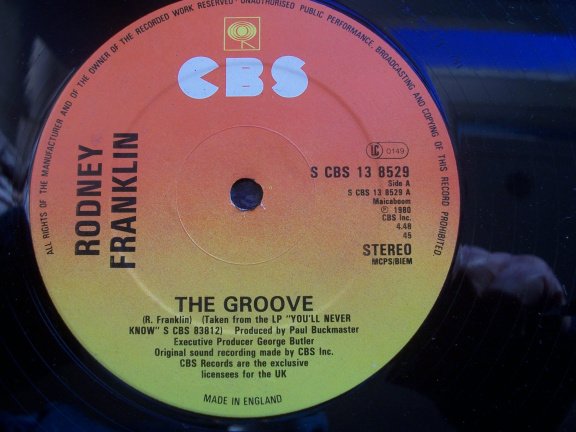 ALL RIGHTS OF THE MANUFACTURER AND OF THE OWNER OF THE RECORDED WORK RESERVED · UNAUTHORISED PUBLIC PERFORMANCE, BROADCASTING AND COPYING OF THIS RECORD PROHIBITED
CBS
RODNEY
FRANKLIN
LC 0149
S CBS 13 8529
Side A
S CBS 13 8529 A
Maicaboom
℗ 1980
CBS Inc.
4.48
45
STEREO
MCPS/BIEM
THE GROOVE
(R. Franklin) (Taken from the LP "YOU'LL NEVER
KNOW" S CBS 83812) Produced by Paul Buckmaster
Executive Producer George Butler
Original sound recording made by CBS Inc.
CBS Records are the exclusive
licensees for the UK
MADE IN ENGLAND